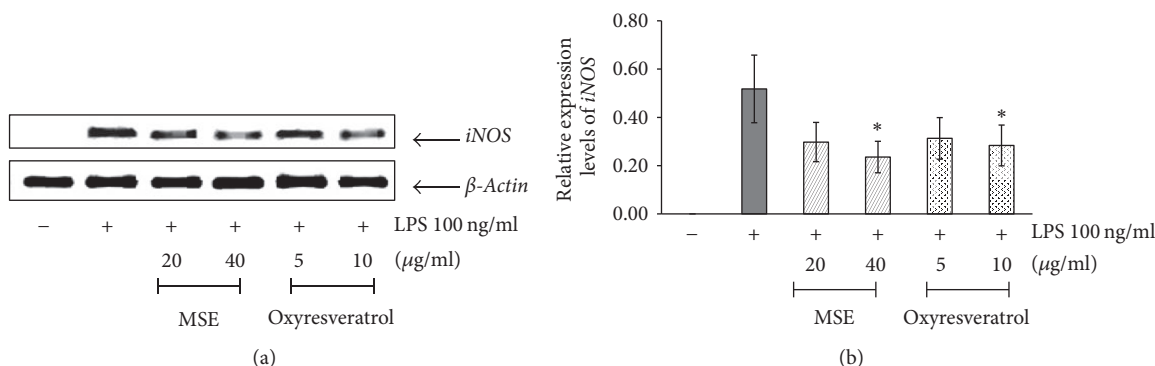 iNOS
β-Actin
− + + + + + LPS 100 ng/ml
20 40 5 10 (μg/ml)
MSE Oxyresveratrol
(a)
Relative expression
levels of iNOS
0.80
0.60
0.40
0.20
0.00
* *
− + + + + + LPS 100 ng/ml
20 40 5 10 (μg/ml)
MSE Oxyresveratrol
(b)